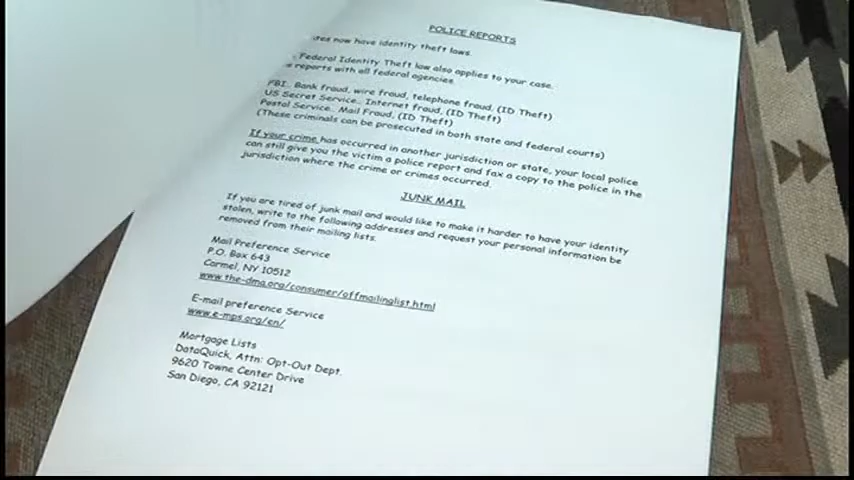 POLICE REPORTS
now have identity theft laws.
Federal Identity Theft law also applies to your case.
reports with all federal agencies.
FBI.. Bank fraud, wire fraud, telephone fraud, (ID Theft)
US Secret Service.. Internet fraud, (ID Theft)
Postal Service.. Mail Fraud, (ID Theft)
(These criminals can be prosecuted in both state and federal courts)
If your crime has occurred in another jurisdiction or state, your local police
can still give you the victim a police report and fax a copy to the police in the
jurisdiction where the crime or crimes occurred.
JUNK MAIL
If you are tired of junk mail and would like to make it harder to have your identity
stolen, write to the following addresses and request your personal information be
removed from their mailing lists.
Mail Preference Service
P.O. Box 643
Carmel, NY 10512
www.the-dma.org/consumer/offmailinglist.html
E-mail preference Service
www.e-mps.org/en/
Mortgage Lists
DataQuick, Attn: Opt-Out Dept.
9620 Towne Center Drive
San Diego, CA 92121